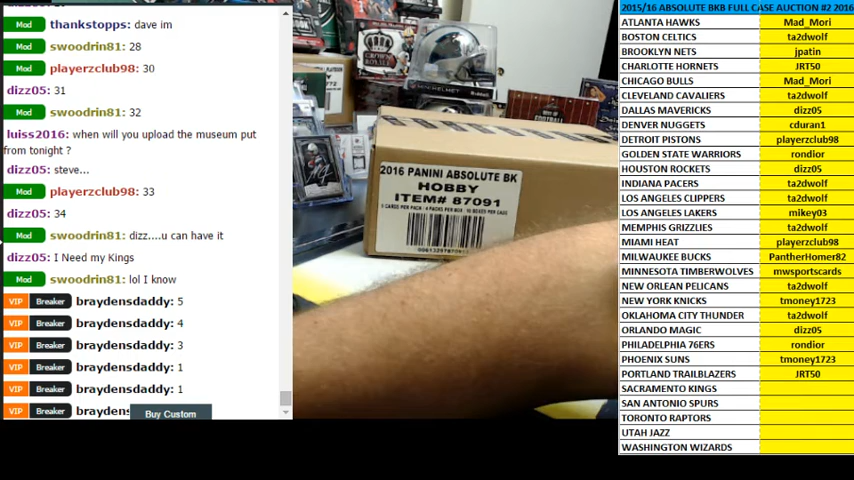 Mod thankstopps: dave im
Mod swoodrin81: 28
Mod playerzclub98: 30
dizz05: 31
Mod swoodrin81: 32
luiss2016: when will you upload the museum put
from tonight ?
dizz05: steve...
Mod playerzclub98: 33
dizz05: 34
Mod swoodrin81: dizz....u can have it
dizz05: I Need my Kings
Mod swoodrin81: lol I know
VIP Breaker braydensdaddy: 5
VIP Breaker braydensdaddy: 4
VIP Breaker braydensdaddy: 3
VIP Breaker braydensdaddy: 1
VIP Breaker braydensdaddy: 1
VIP Breaker braydens
Buy Custom
CROWN
ROYALE
FOOTBALL
2016 PANINI ABSOLUTE BK
HOBBY
ITEM# 87091
2015/16 ABSOLUTE BKB FULL CASE AUCTION #2 2016
ATLANTA HAWKS Mad_Mori
BOSTON CELTICS ta2dwolf
BROOKLYN NETS jpatin
CHARLOTTE HORNETS JRT50
CHICAGO BULLS Mad_Mori
CLEVELAND CAVALIERS ta2dwolf
DALLAS MAVERICKS dizz05
DENVER NUGGETS cduran1
DETROIT PISTONS playerzclub98
GOLDEN STATE WARRIORS rondior
HOUSTON ROCKETS dizz05
INDIANA PACERS ta2dwolf
LOS ANGELES CLIPPERS ta2dwolf
LOS ANGELES LAKERS mikey03
MEMPHIS GRIZZLIES ta2dwolf
MIAMI HEAT playerzclub98
MILWAUKEE BUCKS PantherHomer82
MINNESOTA TIMBERWOLVES mwsportscards
NEW ORLEAN PELICANS ta2dwolf
NEW YORK KNICKS tmoney1723
OKLAHOMA CITY THUNDER ta2dwolf
ORLANDO MAGIC dizz05
PHILADELPHIA 76ERS rondior
PHOENIX SUNS tmoney1723
PORTLAND TRAILBLAZERS JRT50
SACRAMENTO KINGS
SAN ANTONIO SPURS
TORONTO RAPTORS
UTAH JAZZ
WASHINGTON WIZARDS